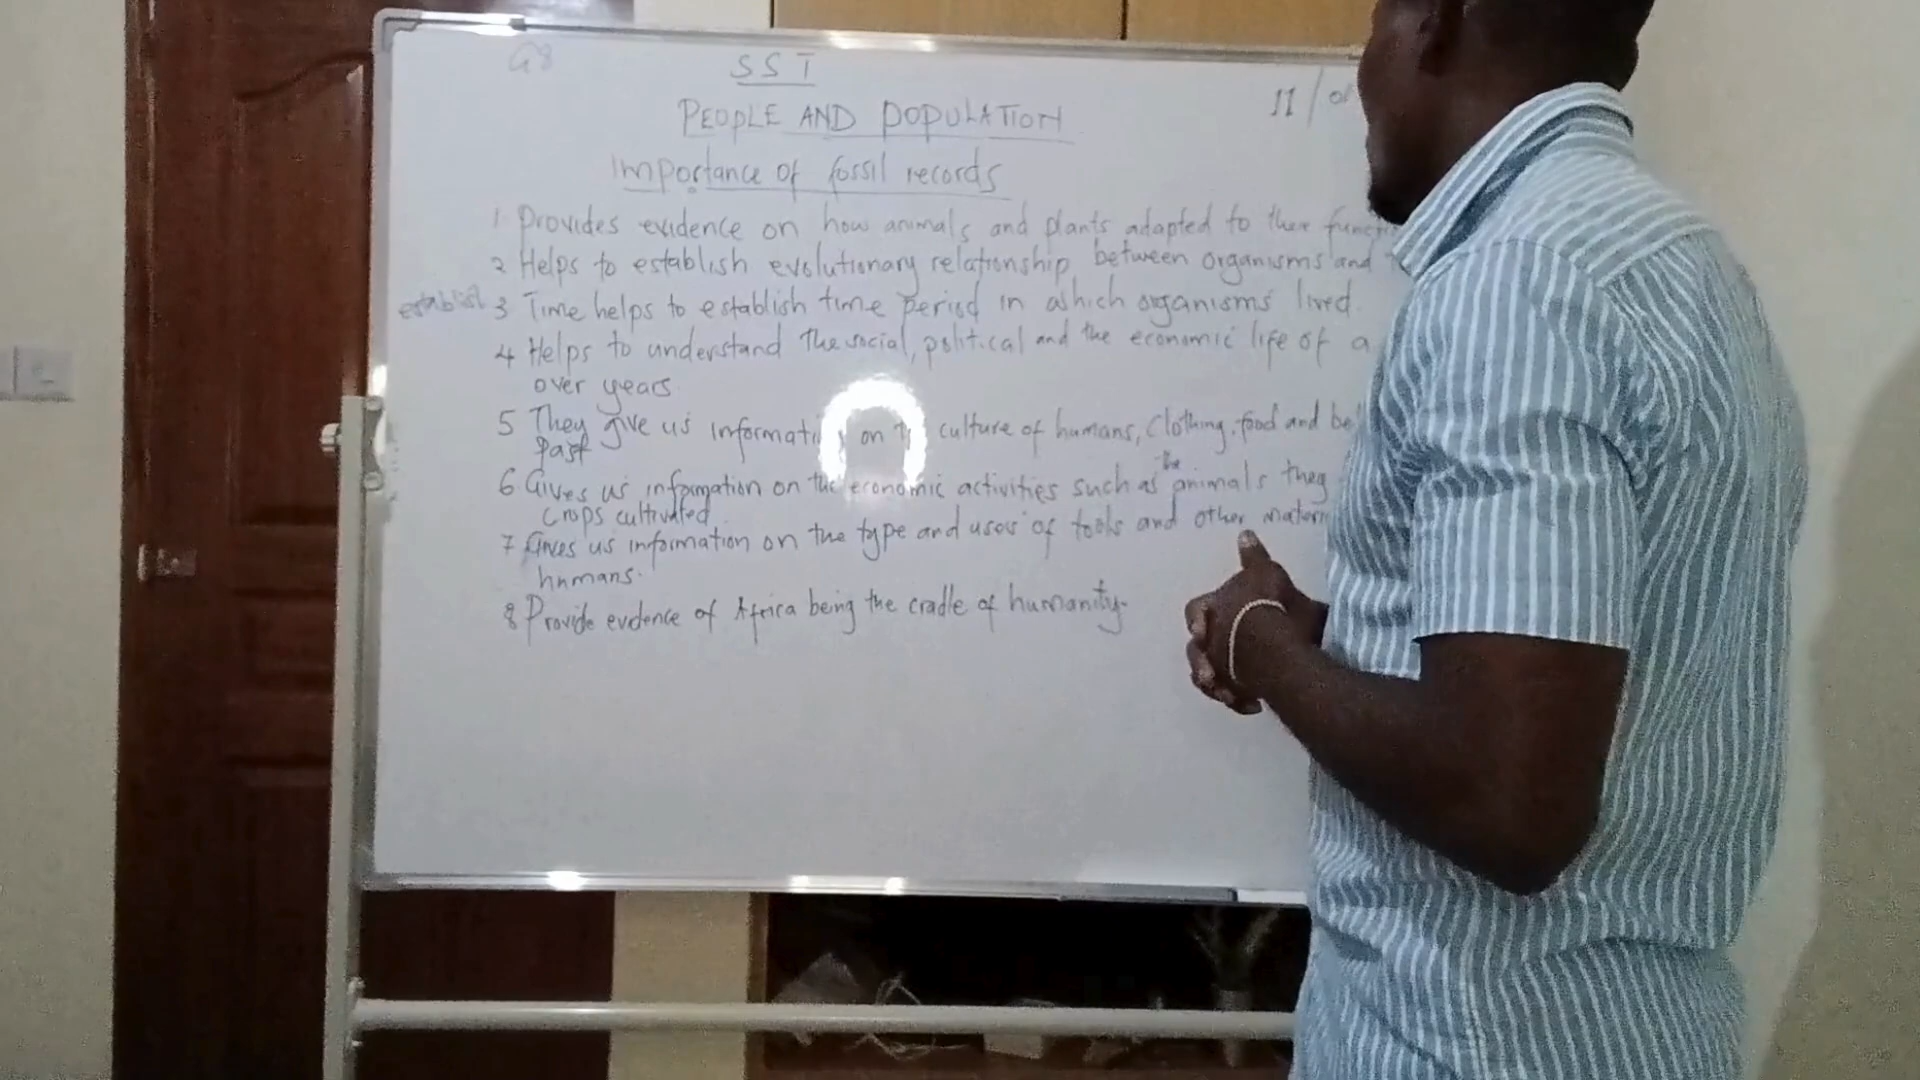 G8
SST
11/01
PEOPLE AND POPULATION
Importance of fossil records
1 Provides evidence on how animals and plants adapted to their
2 Helps to establish evolutionary relationship between organisms and
establish
3 Time helps to establish time period in which organisms lived.
4 Helps to understand the social, political and the economic life of a
over years
5 They give us information on culture of humans, clothing, food and
past
6 Gives us information on the economic activities such as the animals they
crops cultivated
7 Gives us information on the type and uses of tools and other
humans.
8 Provide evidence of Africa being the cradle of humanity.